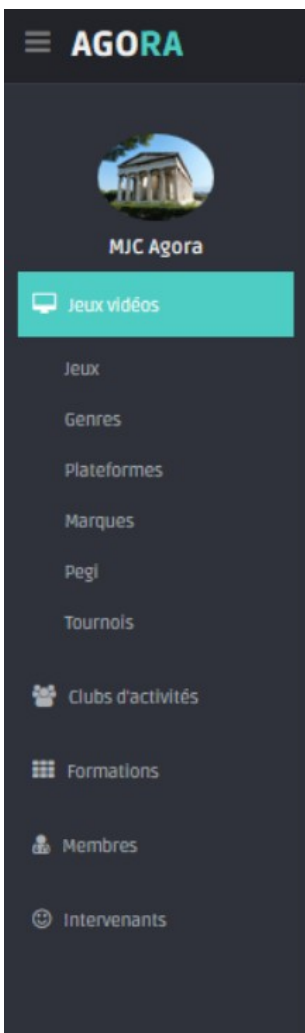 AGORA
MJC Agora
Jeux vidéos
Jeux
Genres
Plateformes
Marques
Pegi
Tournois
Clubs d'activités
Formations
Membres
Intervenants